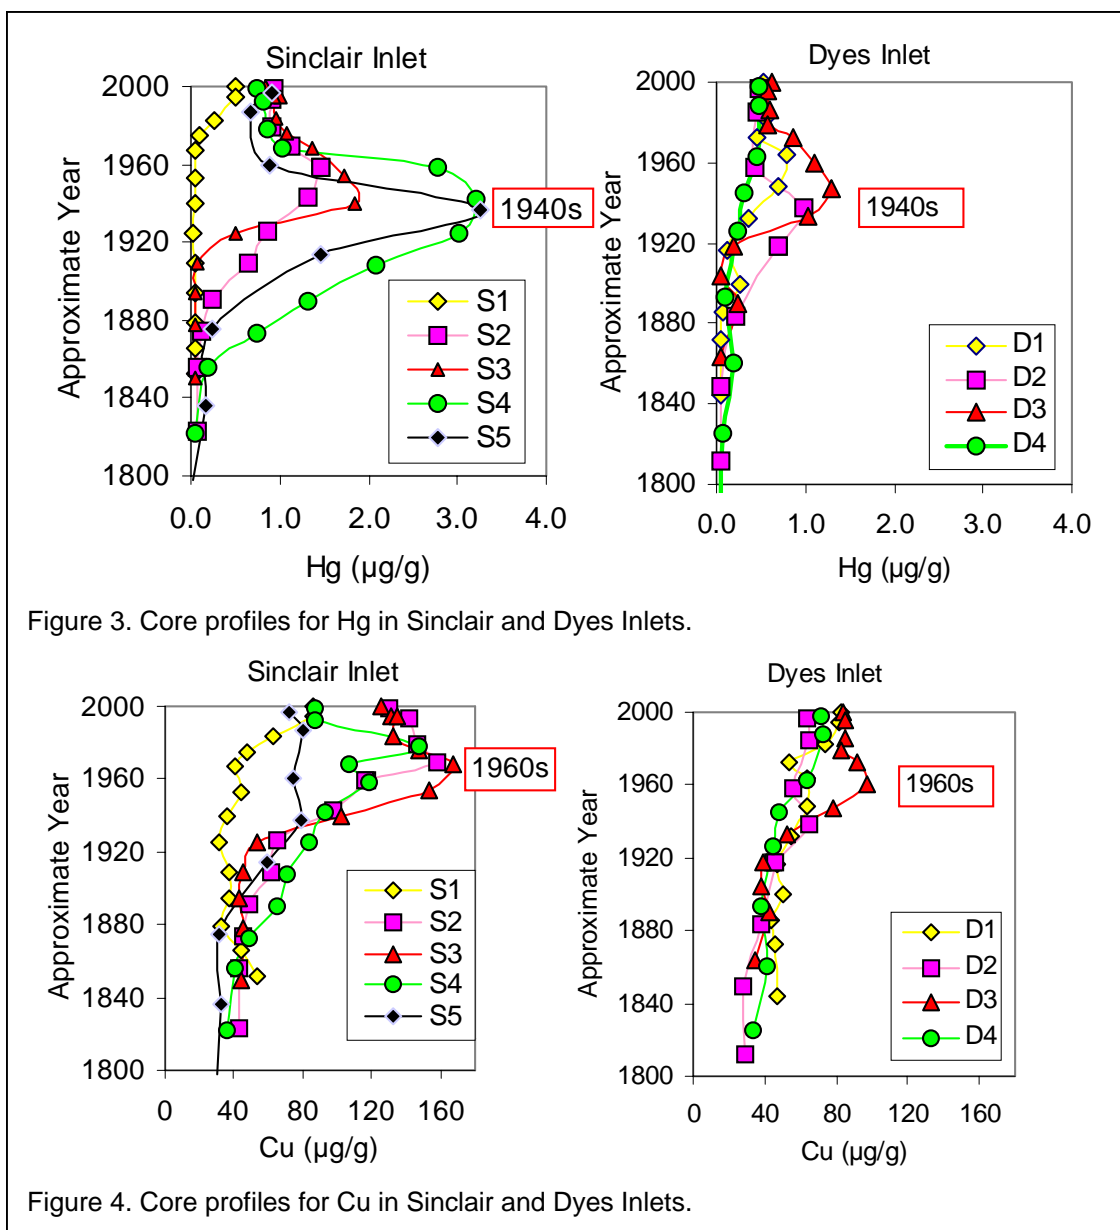 Sinclair Inlet
2000
1960
1920
1880
1840
1800
Approximate Year
0.0 1.0 2.0 3.0 4.0
Hg (µg/g)
1940s
S1
S2
S3
S4
S5
Dyes Inlet
2000
1960
1920
1880
1840
1800
Approximate Year
0.0 1.0 2.0 3.0 4.0
Hg (µg/g)
1940s
D1
D2
D3
D4
Figure 3. Core profiles for Hg in Sinclair and Dyes Inlets.
Sinclair Inlet
2000
1960
1920
1880
1840
1800
Approximate Year
0 40 80 120 160
Cu (µg/g)
1960s
S1
S2
S3
S4
S5
Dyes Inlet
2000
1960
1920
1880
1840
1800
Approximate Year
0 40 80 120 160
Cu (µg/g)
1960s
D1
D2
D3
D4
Figure 4. Core profiles for Cu in Sinclair and Dyes Inlets.